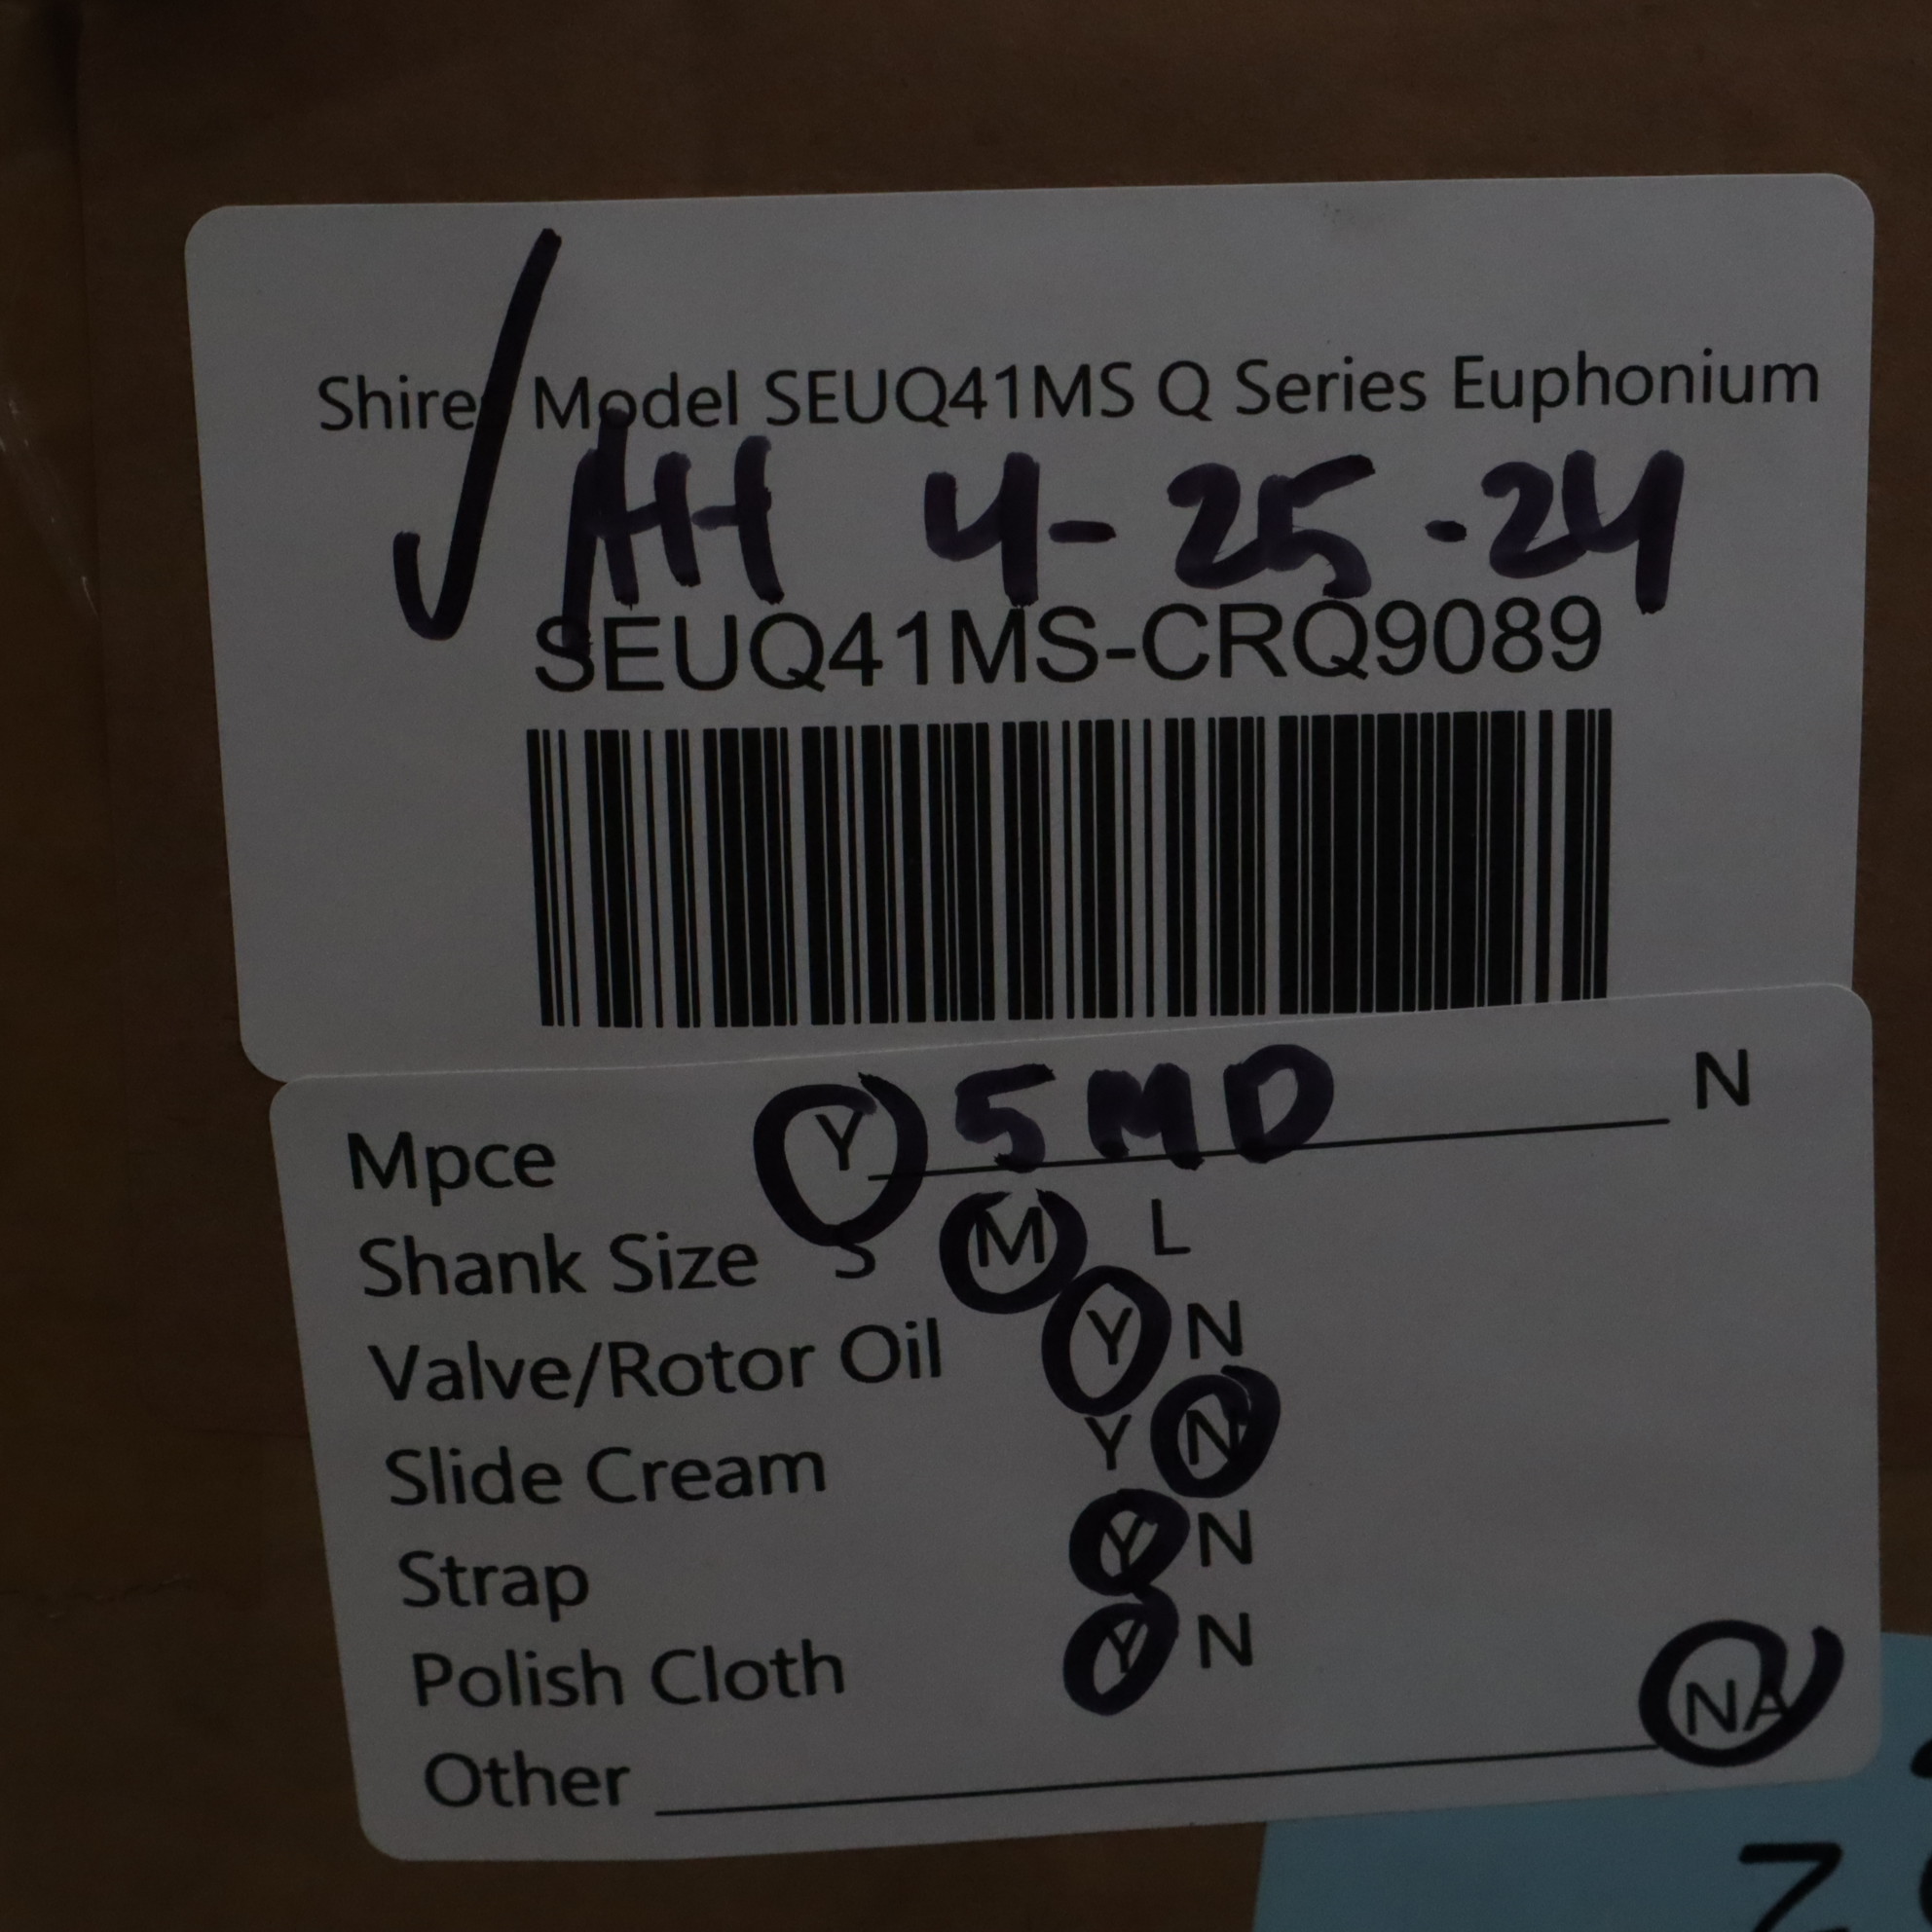 Shires Model SEUQ41MS Q Series Euphonium
AH 4-25-24
SEUQ41MS-CRQ9089
Mpce Y 5MD N
Shank Size S M L
Valve/Rotor Oil Y N
Slide Cream Y N
Strap Y N
Polish Cloth Y N
Other NA